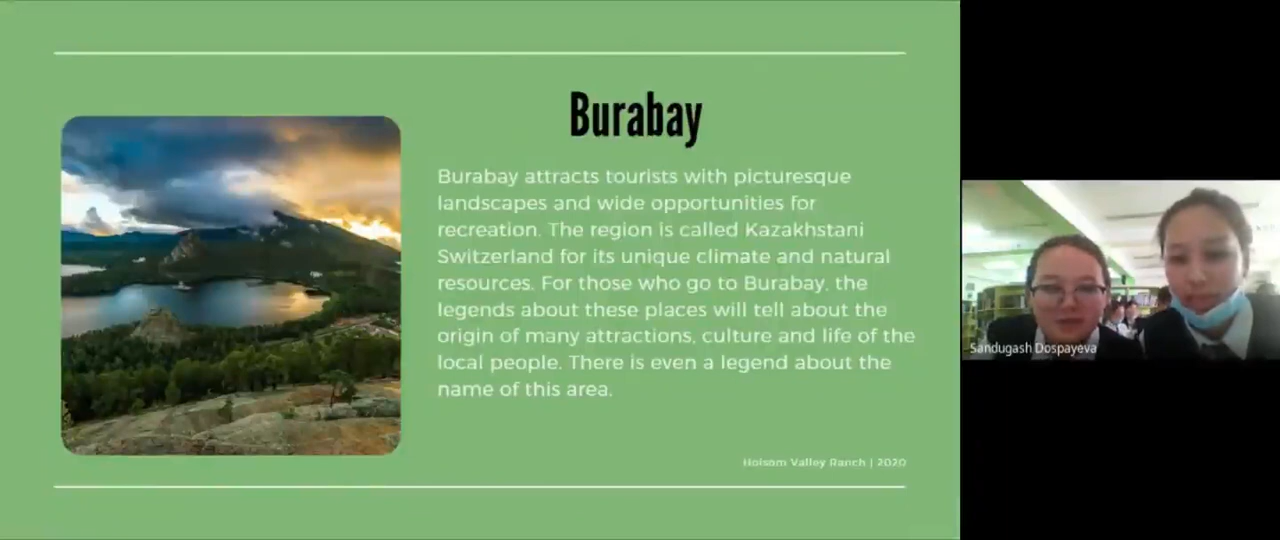 Burabay
Burabay attracts tourists with picturesque
landscapes and wide opportunities for
recreation. The region is called Kazakhstani
Switzerland for its unique climate and natural
resources. For those who go to Burabay, the
legends about these places will tell about the
origin of many attractions, culture and life of the
local people. There is even a legend about the
name of this area.
Holsom Valley Ranch | 2020
Sandugash Dospayeva